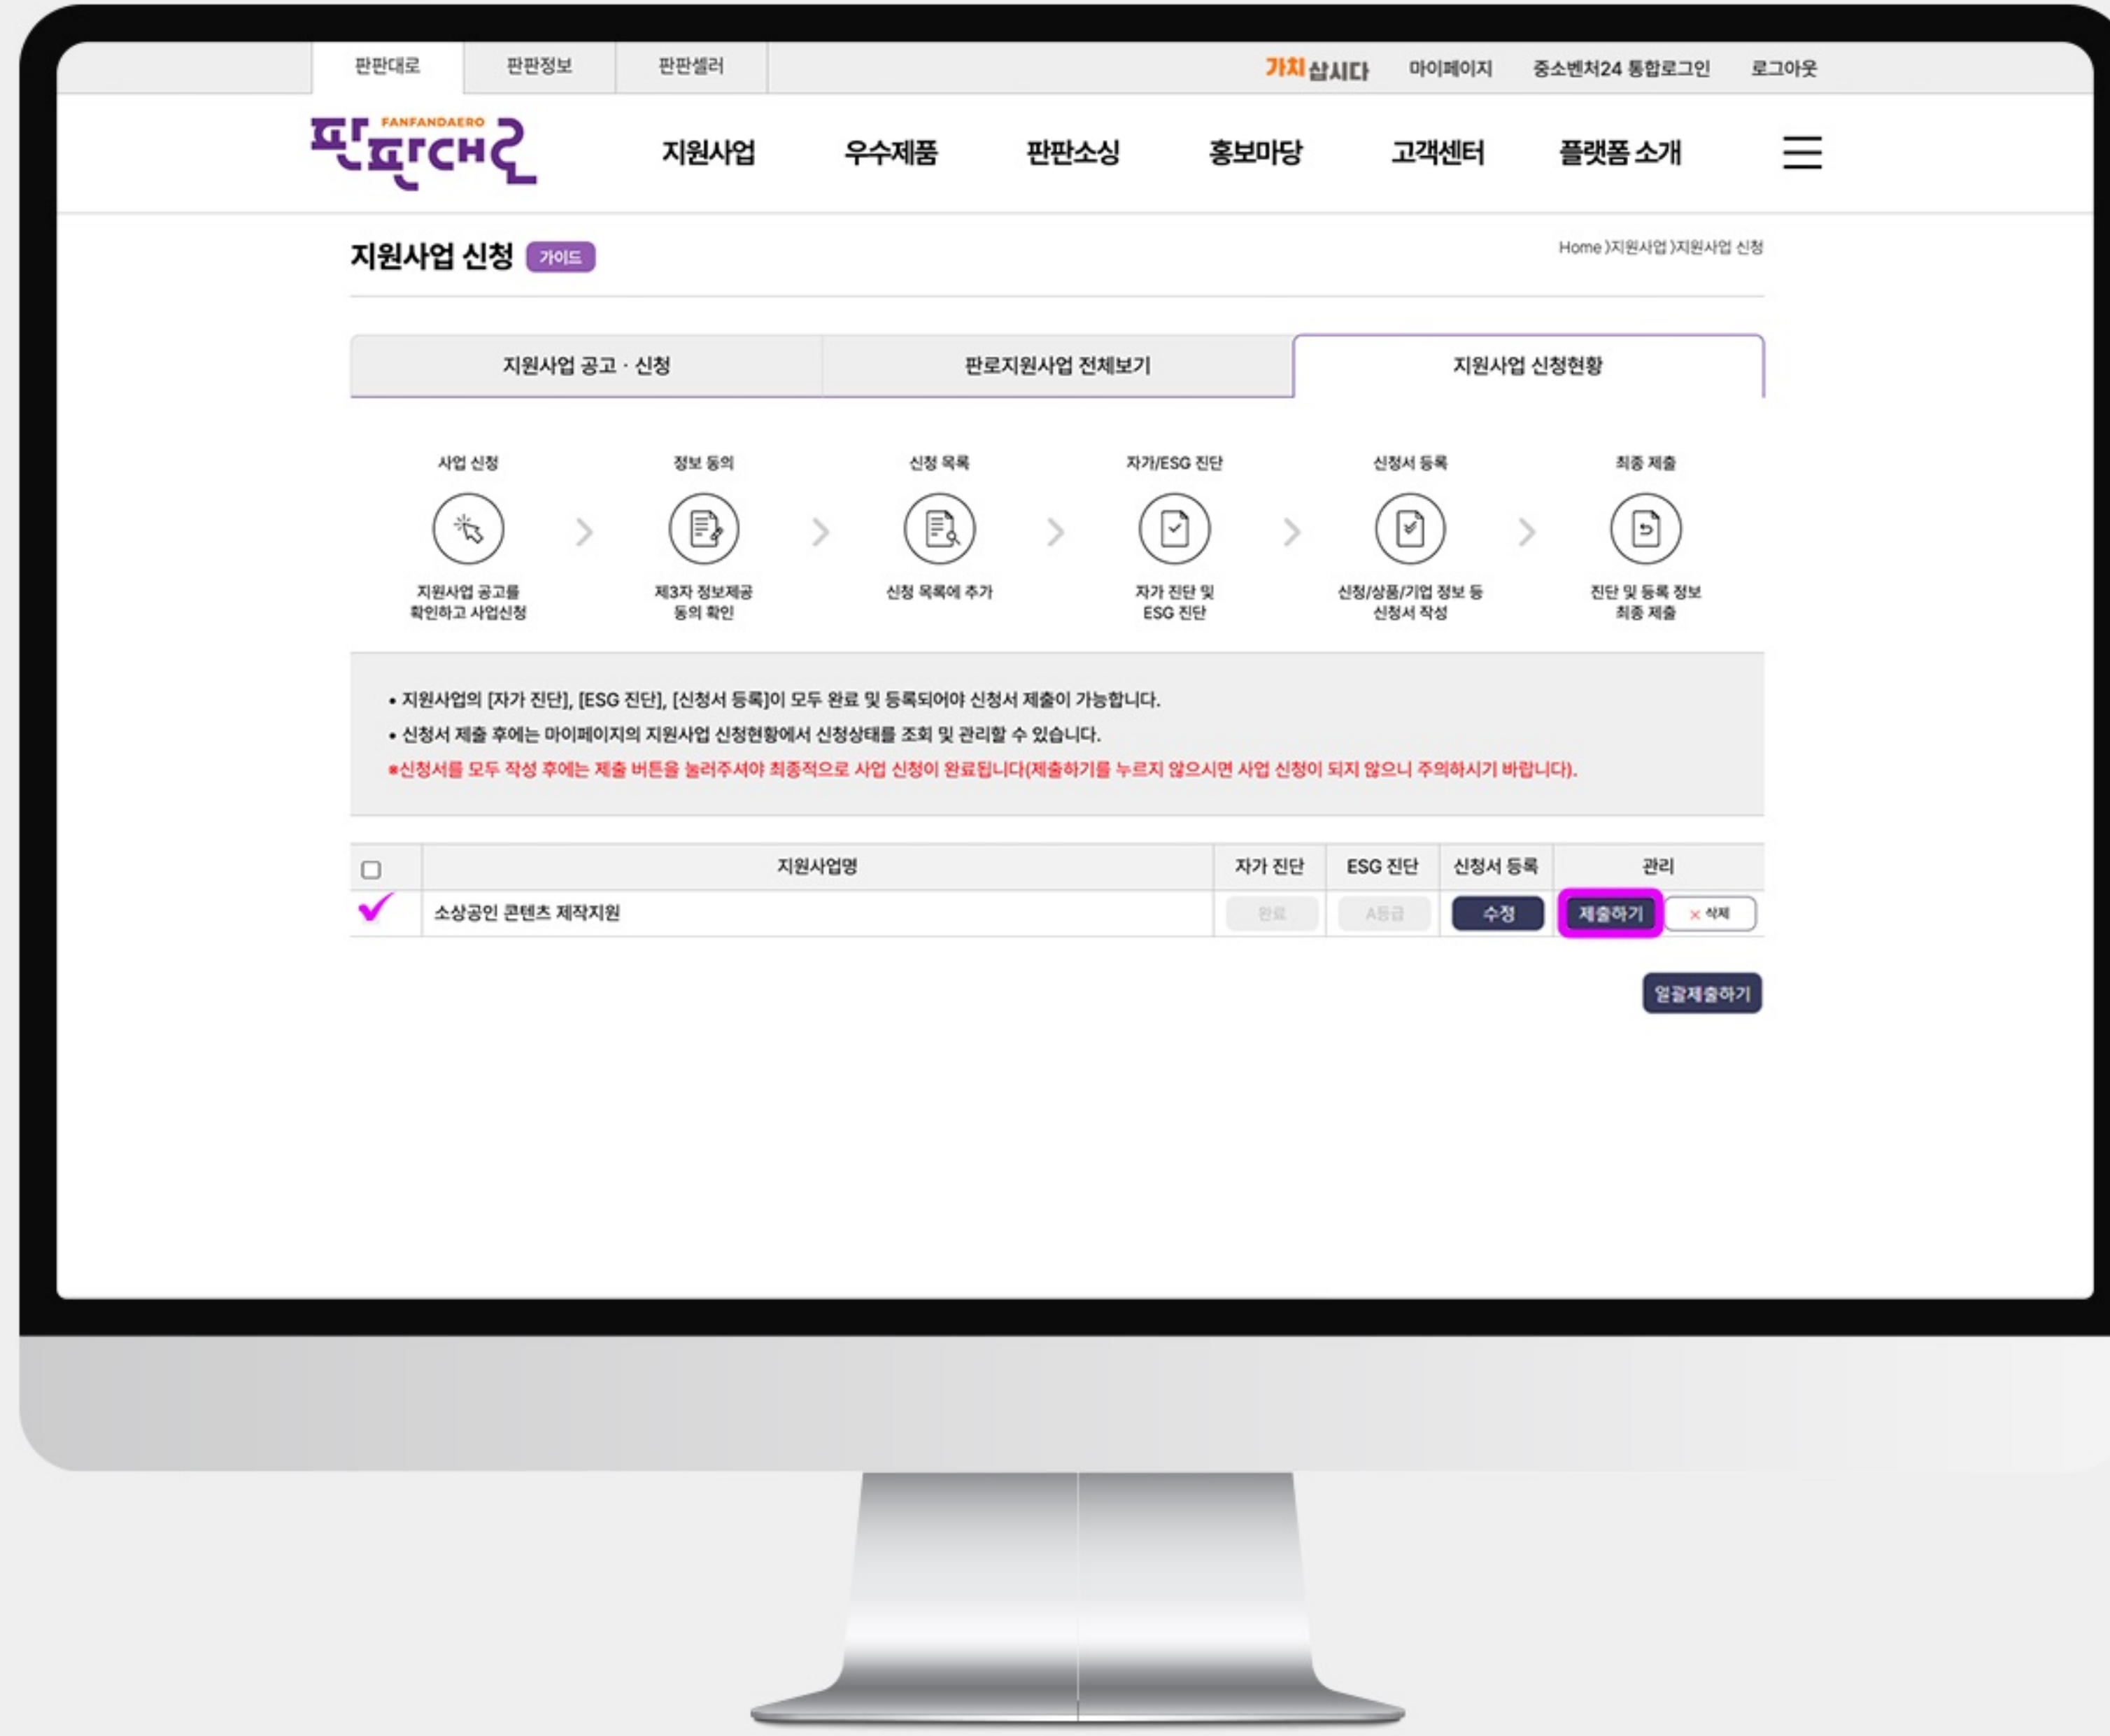 판판대로 판판정보 판판셀러 가치삽시다 마이페이지 중소벤처24 통합로그인 로그아웃
FANFANDAERO
판판대로
지원사업 우수제품 판판소싱 홍보마당 고객센터 플랫폼 소개
지원사업 신청 가이드
Home 〉지원사업 〉지원사업 신청
지원사업 공고 · 신청 판로지원사업 전체보기 지원사업 신청현황
사업 신청 정보 동의 신청 목록 자가/ESG 진단 신청서 등록 최종 제출
지원사업 공고를 제3자 정보제공 신청 목록에 추가 자가 진단 및 신청/상품/기업 정보 등 진단 및 등록 정보
확인하고 사업신청 동의 확인 ESG 진단 신청서 작성 최종 제출
• 지원사업의 [자가 진단], [ESG 진단], [신청서 등록]이 모두 완료 및 등록되어야 신청서 제출이 가능합니다.
• 신청서 제출 후에는 마이페이지의 지원사업 신청현황에서 신청상태를 조회 및 관리할 수 있습니다.
※신청서를 모두 작성 후에는 제출 버튼을 눌러주셔야 최종적으로 사업 신청이 완료됩니다(제출하기를 누르지 않으시면 사업 신청이 되지 않으니 주의하시기 바랍니다).
지원사업명 자가 진단 ESG 진단 신청서 등록 관리
소상공인 콘텐츠 제작지원 완료 A등급 수정 제출하기 × 삭제
일괄제출하기